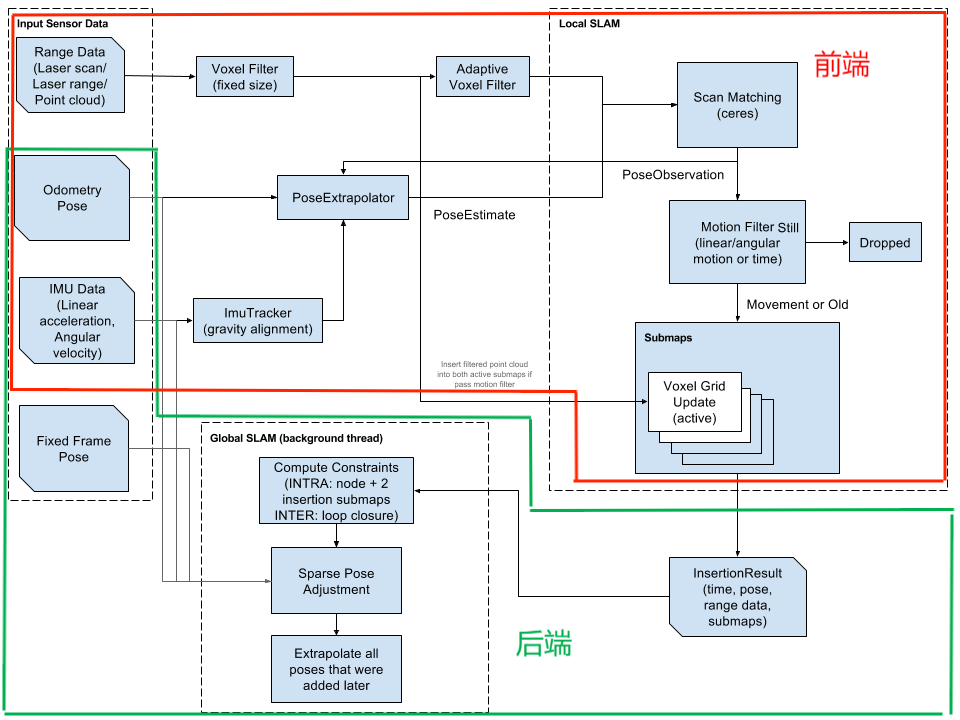 Input Sensor Data
Local SLAM
前端
Range Data
(Laser scan/
Laser range/
Point cloud)
Voxel Filter
(fixed size)
Adaptive
Voxel Filter
Scan Matching
(ceres)
Odometry
Pose
PoseExtrapolator
PoseEstimate
PoseObservation
Motion Filter Still
(linear/angular
motion or time)
Dropped
IMU Data
(Linear
acceleration,
Angular
velocity)
ImuTracker
(gravity alignment)
Movement or Old
Submaps
Insert filtered point cloud
into both active submaps if
pass motion filter
Voxel Grid
Update
(active)
Fixed Frame
Pose
Global SLAM (background thread)
Compute Constraints
(INTRA: node + 2
insertion submaps
INTER: loop closure)
Sparse Pose
Adjustment
InsertionResult
(time, pose,
range data,
submaps)
后端
Extrapolate all
poses that were
added later